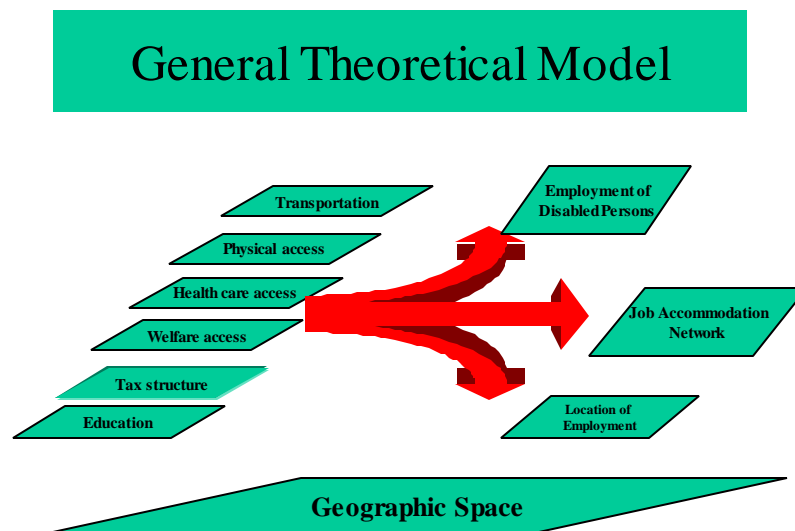 General Theoretical Model
Transportation
Physical access
Health care access
Welfare access
Tax structure
Education
Employment of
Disabled Persons
Job Accommodation
Network
Location of
Employment
Geographic Space